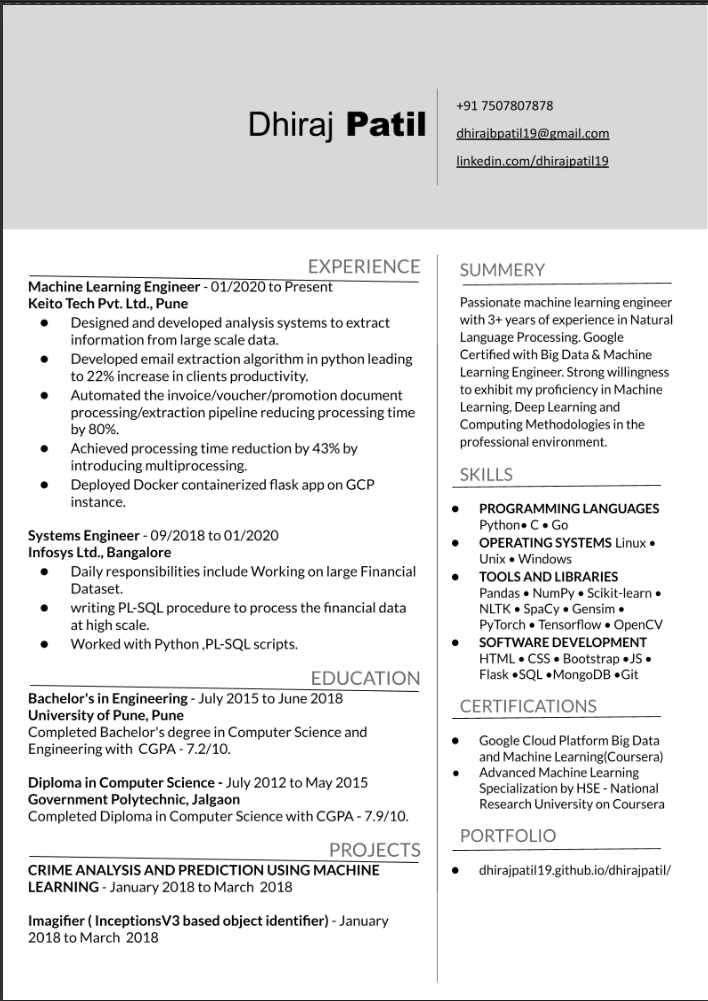 Dhiraj Patil
+91 7507807878
dhirajbpatil19@gmail.com
linkedin.com/dhirajpatil19
EXPERIENCE
Machine Learning Engineer - 01/2020 to Present
Keito Tech Pvt. Ltd., Pune
● Designed and developed analysis systems to extract
information from large scale data.
● Developed email extraction algorithm in python leading
to 22% increase in clients productivity.
● Automated the invoice/voucher/promotion document
processing/extraction pipeline reducing processing time
by 80%.
● Achieved processing time reduction by 43% by
introducing multiprocessing.
● Deployed Docker containerized flask app on GCP
instance.
Systems Engineer - 09/2018 to 01/2020
Infosys Ltd., Bangalore
● Daily responsibilities include Working on large Financial
Dataset.
● writing PL-SQL procedure to process the financial data
at high scale.
● Worked with Python ,PL-SQL scripts.
EDUCATION
Bachelor's in Engineering - July 2015 to June 2018
University of Pune, Pune
Completed Bachelor's degree in Computer Science and
Engineering with CGPA - 7.2/10.
Diploma in Computer Science - July 2012 to May 2015
Government Polytechnic, Jalgaon
Completed Diploma in Computer Science with CGPA - 7.9/10.
PROJECTS
CRIME ANALYSIS AND PREDICTION USING MACHINE
LEARNING - January 2018 to March 2018
Imagifier ( InceptionsV3 based object identifier) - January
2018 to March 2018
SUMMERY
Passionate machine learning engineer
with 3+ years of experience in Natural
Language Processing. Google
Certified with Big Data & Machine
Learning Engineer. Strong willingness
to exhibit my proficiency in Machine
Learning, Deep Learning and
Computing Methodologies in the
professional environment.
SKILLS
● PROGRAMMING LANGUAGES
Python● C ● Go
● OPERATING SYSTEMS Linux ●
Unix ● Windows
● TOOLS AND LIBRARIES
Pandas ● NumPy ● Scikit-learn ●
NLTK ● SpaCy ● Gensim ●
PyTorch ● Tensorflow ● OpenCV
● SOFTWARE DEVELOPMENT
HTML ● CSS ● Bootstrap ●JS ●
Flask ●SQL ●MongoDB ●Git
CERTIFICATIONS
● Google Cloud Platform Big Data
and Machine Learning(Coursera)
● Advanced Machine Learning
Specialization by HSE - National
Research University on Coursera
PORTFOLIO
● dhirajpatil19.github.io/dhirajpatil/